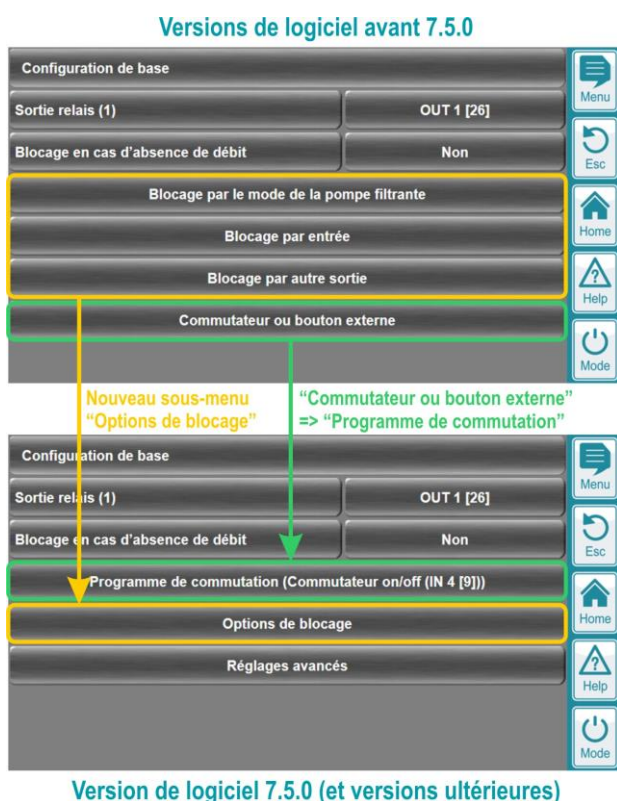 Versions de logiciel avant 7.5.0
Configuration de base
Menu
Sortie relais (1)
OUT 1 [26]
Blocage en cas d’absence de débit
Non
Esc
Blocage par le mode de la pompe filtrante
Home
Blocage par entrée
Blocage par autre sortie
Help
Commutateur ou bouton externe
Mode
Nouveau sous-menu
“Options de blocage”
“Commutateur ou bouton externe”
=> “Programme de commutation”
Configuration de base
Menu
Sortie relais (1)
OUT 1 [26]
Blocage en cas d’absence de débit
Non
Esc
Programme de commutation (Commutateur on/off (IN 4 [9]))
Home
Options de blocage
Réglages avancés
Help
Mode
Version de logiciel 7.5.0 (et versions ultérieures)